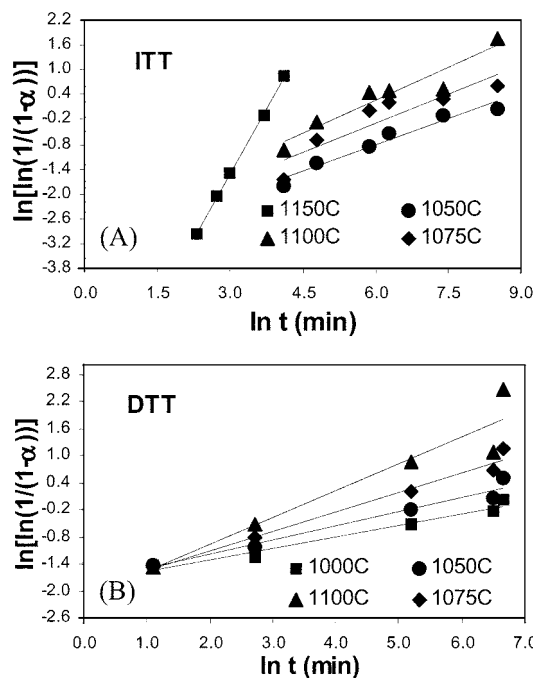 ITT
ln[ln(1/(1-α))]
2.2
1.6
1.0
0.4
-0.2
-0.8
-1.4
-2.0
-2.6
-3.2
-3.8
(A)
1150C
1050C
1100C
1075C
0.0
1.5
3.0
4.5
6.0
7.5
9.0
ln t (min)
DTT
ln[ln(1/(1-α))]
2.8
2.2
1.6
1.0
0.4
-0.2
-0.8
-1.4
-2.0
-2.6
(B)
1000C
1050C
1100C
1075C
0.0
1.0
2.0
3.0
4.0
5.0
6.0
7.0
ln t (min)